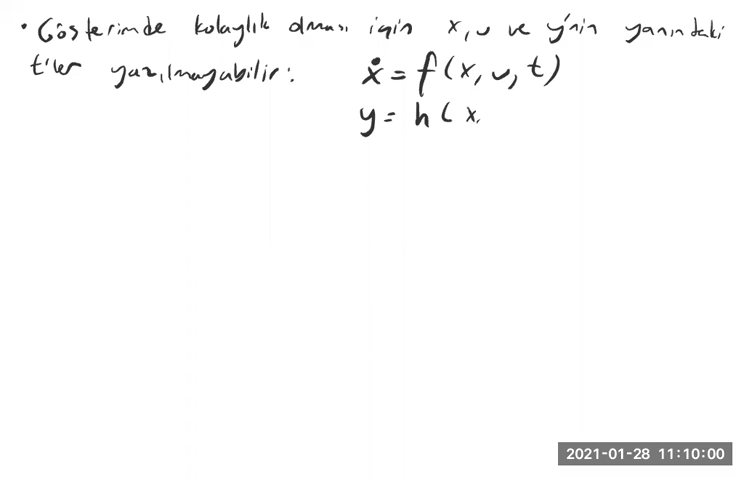 • Gösterimde kolaylık olması için x, u ve y'nin yanındaki
t'ler yazılmayabilir: ẋ = f(x, u, t)
y = h(x,
2021-01-28 11:10:00